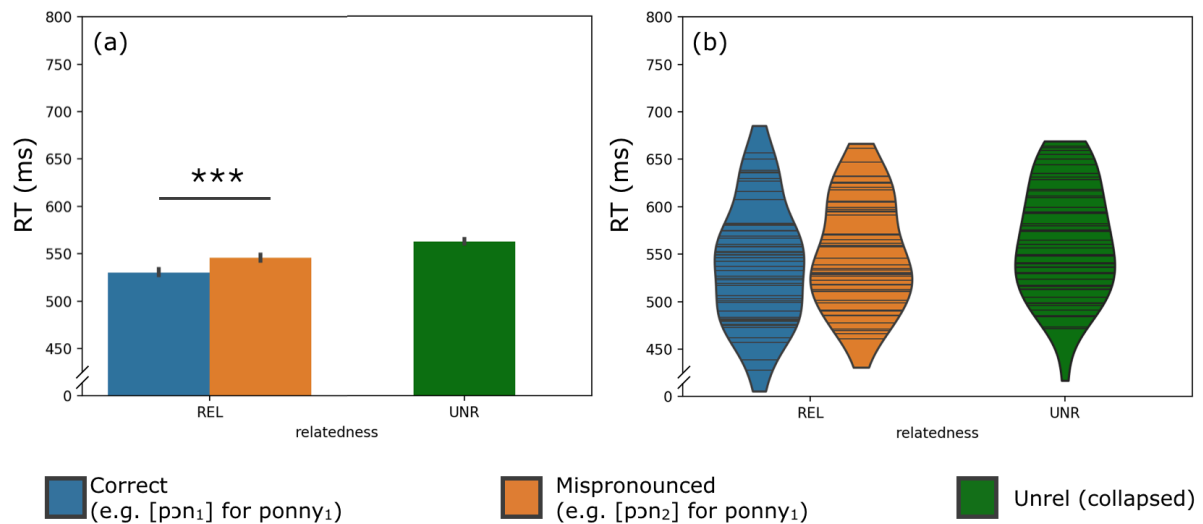 (a)
RT (ms)
800
750
700
650
600
550
500
450
0
***
REL
UNR
relatedness
(b)
RT (ms)
800
750
700
650
600
550
500
450
0
REL
UNR
relatedness
Correct
(e.g. [pɔn₁] for ponny₁)
Mispronounced
(e.g. [pɔn₂] for ponny₁)
Unrel (collapsed)